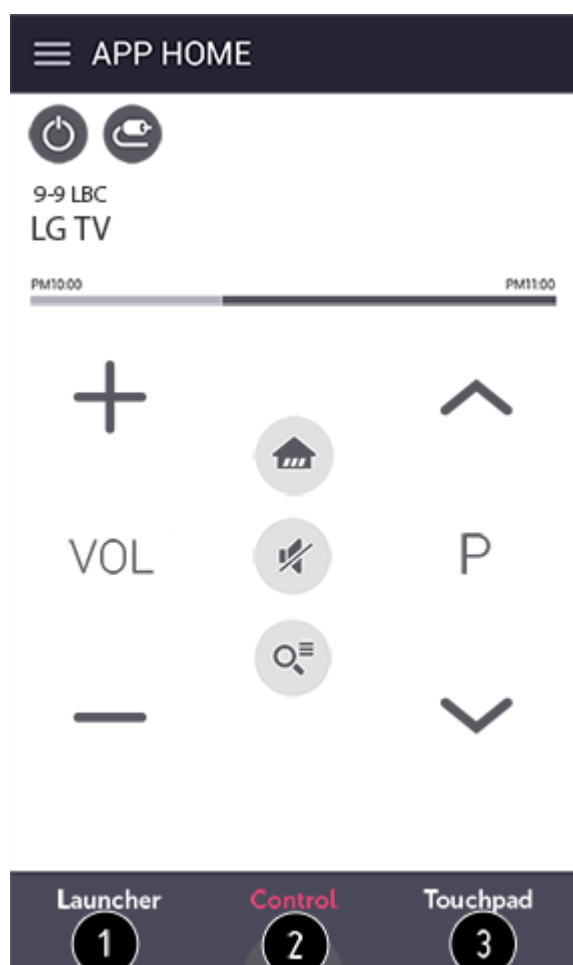 APP HOME
9-9 LBC
LG TV
PM10:00 PM11:00
VOL P
Launcher Control Touchpad
1 2 3